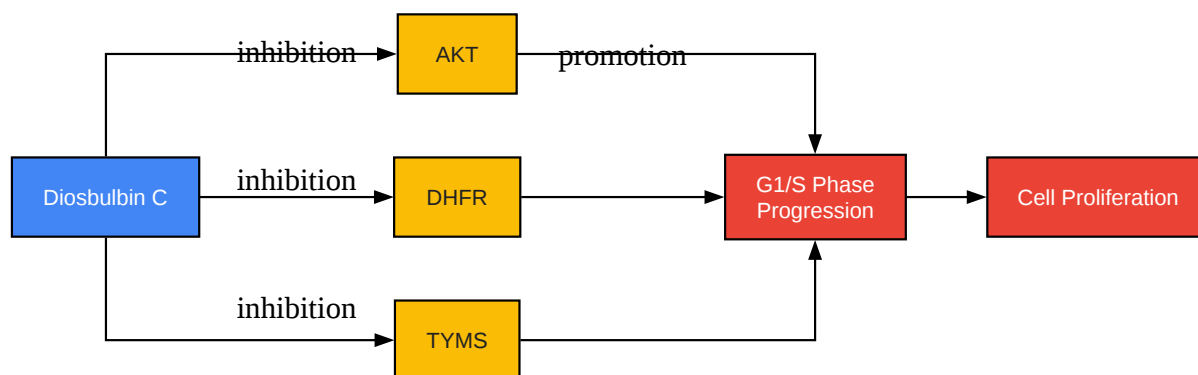 inhibition
AKT
promotion
Diosbulbin C
inhibition
DHFR
G1/S Phase
Progression
Cell Proliferation
inhibition
TYMS